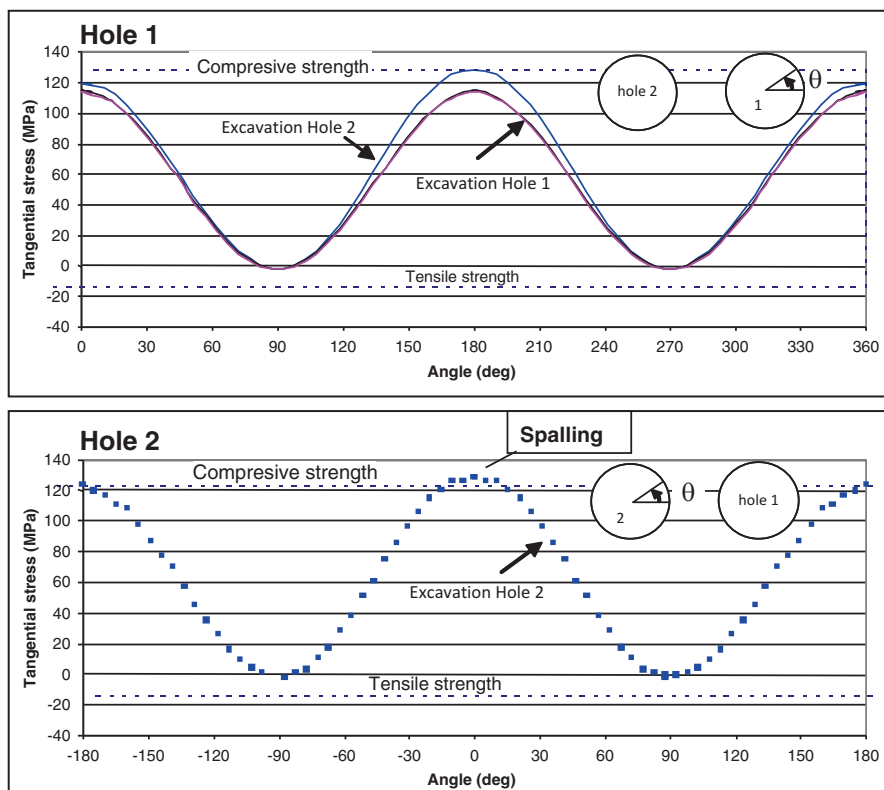 Hole 1
140
120
100
80
60
40
20
0
-20
-40
Tangential stress (MPa)
Compresive strength
hole 2
1
θ
Excavation Hole 2
Excavation Hole 1
Tensile strength
0 30 60 90 120 150 180 210 240 270 300 330 360
Angle (deg)
Hole 2
Spalling
140
120
100
80
60
40
20
0
-20
-40
Tangential stress (MPa)
Compresive strength
2
θ
hole 1
Excavation Hole 2
Tensile strength
-180 -150 -120 -90 -60 -30 0 30 60 90 120 150 180
Angle (deg)